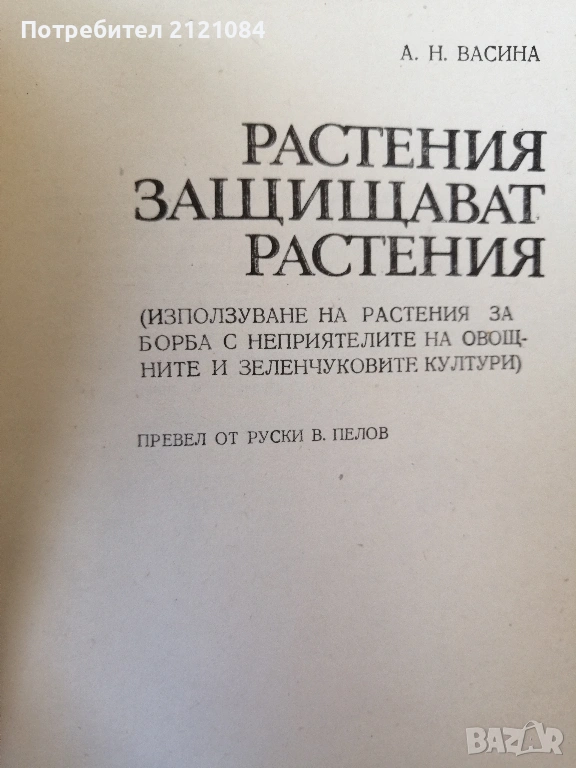 Потребител 2121084
А. Н. ВАСИНА
РАСТЕНИЯ
ЗАЩИЩАВАТ
РАСТЕНИЯ
(ИЗПОЛЗУВАНЕ НА РАСТЕНИЯ ЗА
БОРБА С НЕПРИЯТЕЛИТЕ НА ОВОЩ-
НИТЕ И ЗЕЛЕНЧУКОВИТЕ КУЛТУРИ)
ПРЕВЕЛ ОТ РУСКИ В. ПЕЛОВ
BAZAR